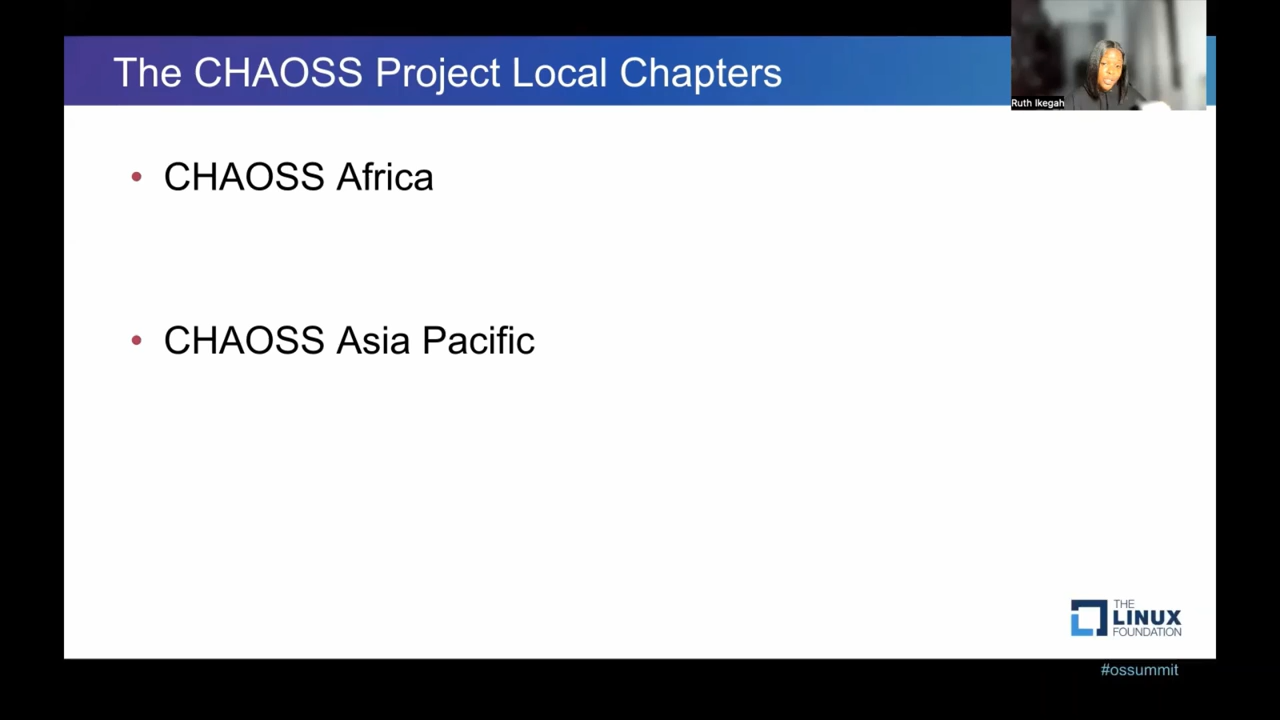 The CHAOSS Project Local Chapters
Ruth Ikegah
• CHAOSS Africa
• CHAOSS Asia Pacific
THE
LINUX
FOUNDATION
#ossummit